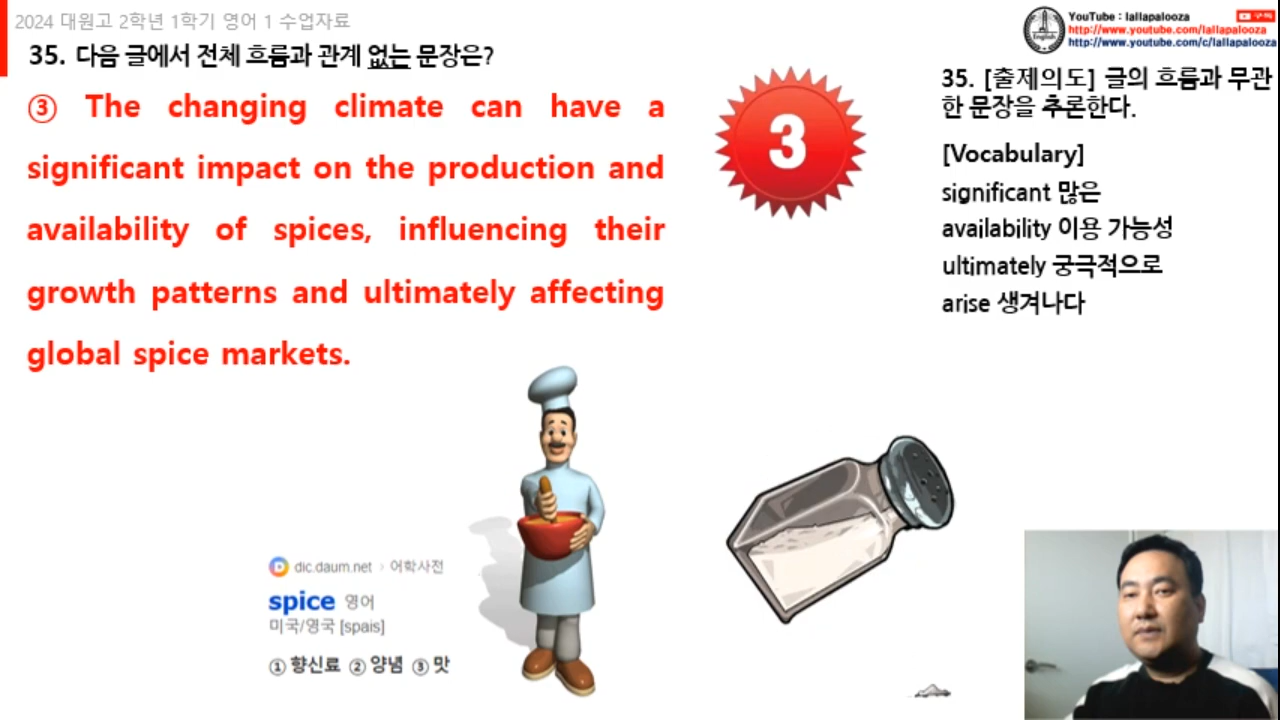 2024 대원고 2학년 1학기 영어 1 수업자료
35. 다음 글에서 전체 흐름과 관계 없는 문장은?
③ The changing climate can have a
significant impact on the production and
availability of spices, influencing their
growth patterns and ultimately affecting
global spice markets.
3
YouTube : lallapalooza
구독
http://www.youtube.com/lallapalooza
http://www.youtube.com/c/lallapalooza
English
35. [출제의도] 글의 흐름과 무관
한 문장을 추론한다.
[Vocabulary]
significant 많은
availability 이용 가능성
ultimately 궁극적으로
arise 생겨나다
dic.daum.net › 어학사전
spice 영어
미국/영국 [spais]
① 향신료 ② 양념 ③ 맛